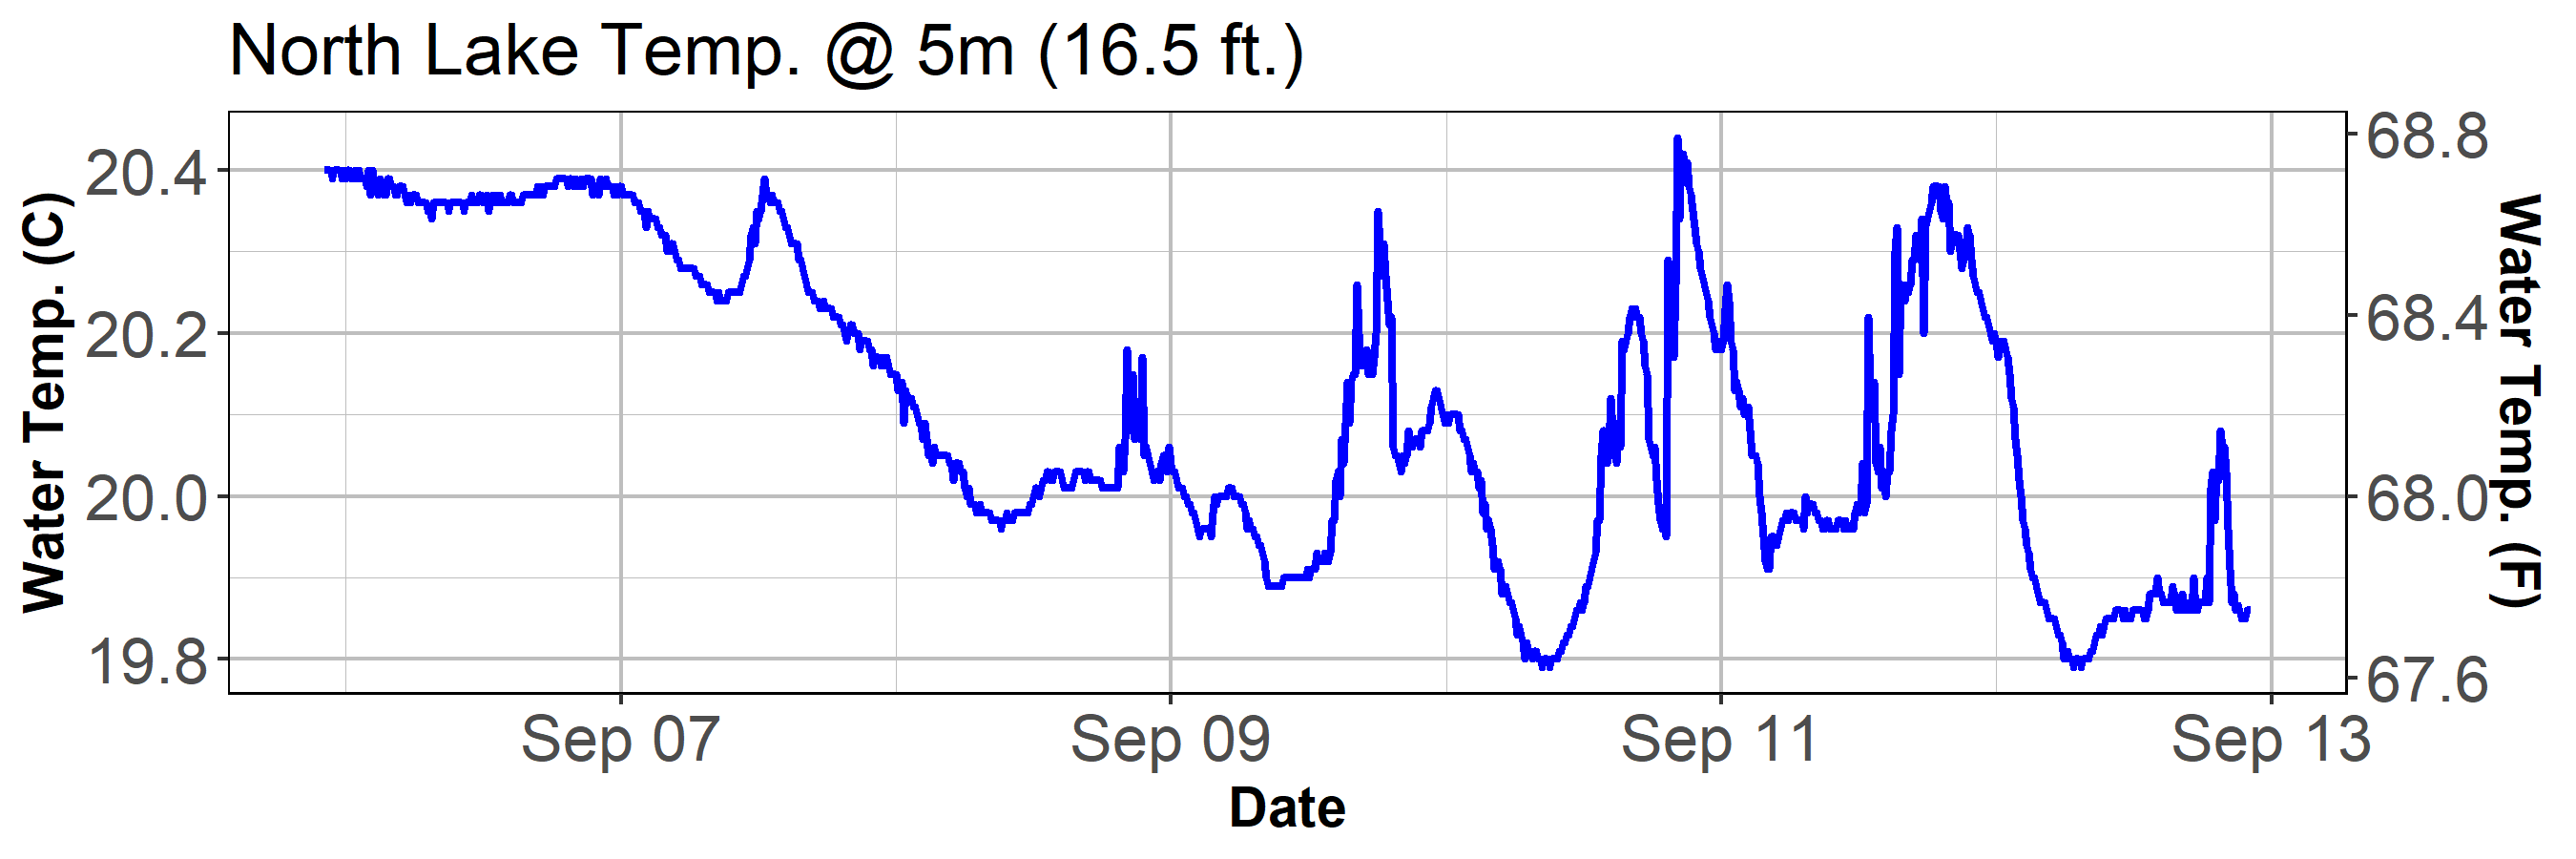 North Lake Temp. @ 5m (16.5 ft.)
Water Temp. (C)
20.4
20.2
20.0
19.8
68.8
68.4
68.0
67.6
Water Temp. (F)
Sep 07 Sep 09 Sep 11 Sep 13
Date